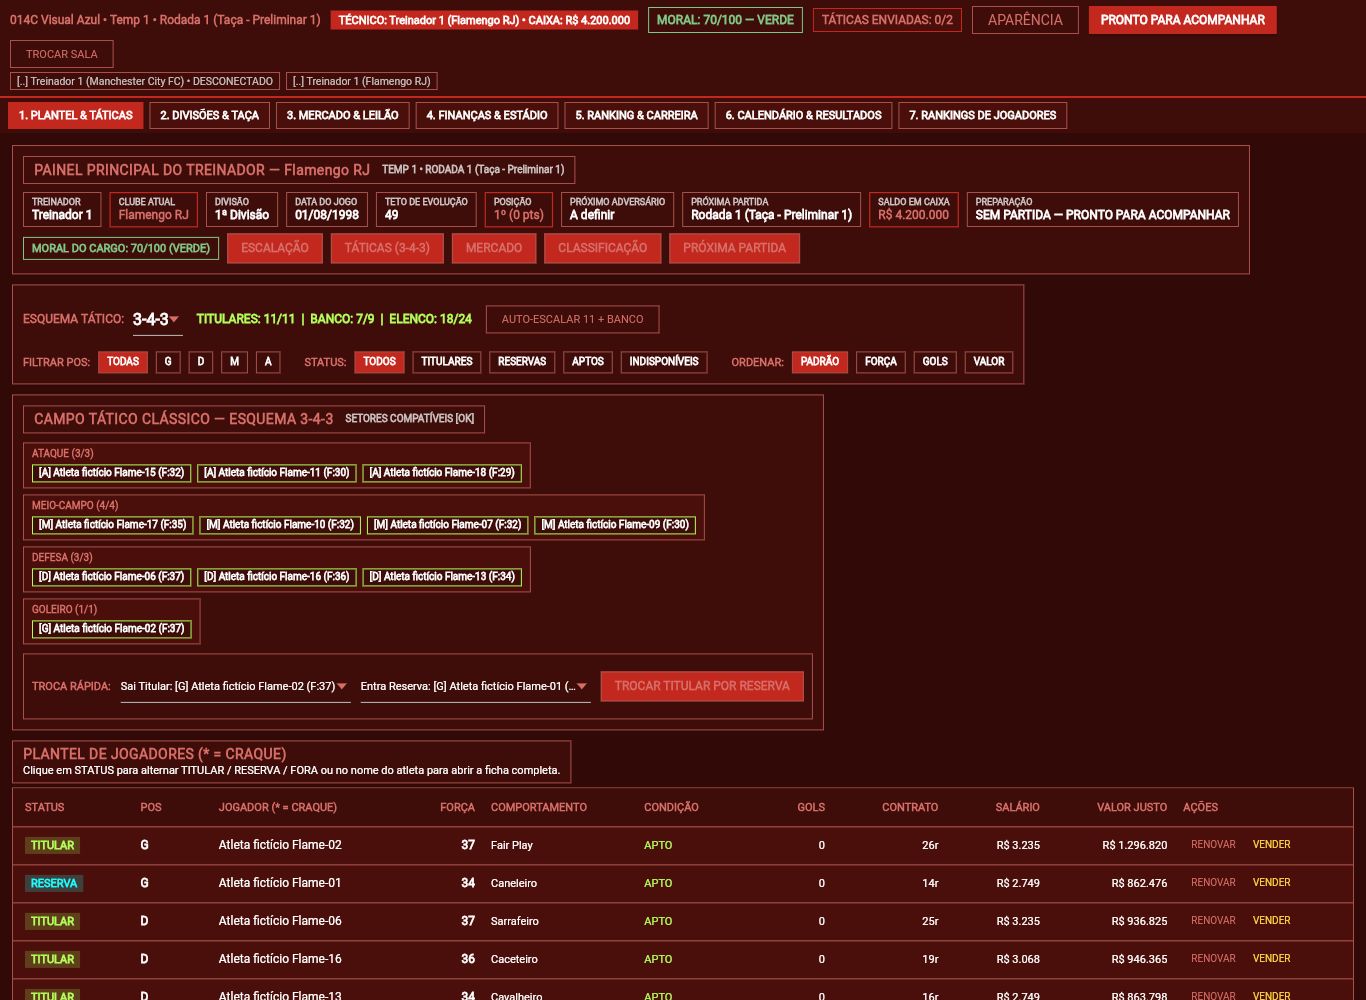 014C Visual Azul • Temp 1 • Rodada 1 (Taça - Preliminar 1) TÉCNICO: Treinador 1 (Flamengo RJ) • CAIXA: R$ 4.200.000 MORAL: 70/100 — VERDE TÁTICAS ENVIADAS: 0/2 APARÊNCIA PRONTO PARA ACOMPANHAR
TROCAR SALA
[..] Treinador 1 (Manchester City FC) • DESCONECTADO [..] Treinador 1 (Flamengo RJ)
1. PLANTEL & TÁTICAS 2. DIVISÕES & TAÇA 3. MERCADO & LEILÃO 4. FINANÇAS & ESTÁDIO 5. RANKING & CARREIRA 6. CALENDÁRIO & RESULTADOS 7. RANKINGS DE JOGADORES
PAINEL PRINCIPAL DO TREINADOR — Flamengo RJ TEMP 1 • RODADA 1 (Taça - Preliminar 1)
TREINADOR CLUBE ATUAL DIVISÃO DATA DO JOGO TETO DE EVOLUÇÃO POSIÇÃO PRÓXIMO ADVERSÁRIO PRÓXIMA PARTIDA SALDO EM CAIXA PREPARAÇÃO
Treinador 1 Flamengo RJ 1ª Divisão 01/08/1998 49 1º (0 pts) A definir Rodada 1 (Taça - Preliminar 1) R$ 4.200.000 SEM PARTIDA — PRONTO PARA ACOMPANHAR
MORAL DO CARGO: 70/100 (VERDE) ESCALAÇÃO TÁTICAS (3-4-3) MERCADO CLASSIFICAÇÃO PRÓXIMA PARTIDA
ESQUEMA TÁTICO: 3-4-3 TITULARES: 11/11 | BANCO: 7/9 | ELENCO: 18/24 AUTO-ESCALAR 11 + BANCO
FILTRAR POS: TODAS G D M A STATUS: TODOS TITULARES RESERVAS APTOS INDISPONÍVEIS ORDENAR: PADRÃO FORÇA GOLS VALOR
CAMPO TÁTICO CLÁSSICO — ESQUEMA 3-4-3 SETORES COMPATÍVEIS [OK]
ATAQUE (3/3)
[A] Atleta fictício Flame-15 (F:32) [A] Atleta fictício Flame-11 (F:30) [A] Atleta fictício Flame-18 (F:29)
MEIO-CAMPO (4/4)
[M] Atleta fictício Flame-17 (F:35) [M] Atleta fictício Flame-10 (F:32) [M] Atleta fictício Flame-07 (F:32) [M] Atleta fictício Flame-09 (F:30)
DEFESA (3/3)
[D] Atleta fictício Flame-06 (F:37) [D] Atleta fictício Flame-16 (F:36) [D] Atleta fictício Flame-13 (F:34)
GOLEIRO (1/1)
[G] Atleta fictício Flame-02 (F:37)
TROCA RÁPIDA: Sai Titular: [G] Atleta fictício Flame-02 (F:37) Entra Reserva: [G] Atleta fictício Flame-01 (... TROCAR TITULAR POR RESERVA
PLANTEL DE JOGADORES (* = CRAQUE)
Clique em STATUS para alternar TITULAR / RESERVA / FORA ou no nome do atleta para abrir a ficha completa.
STATUS POS JOGADOR (* = CRAQUE) FORÇA COMPORTAMENTO CONDIÇÃO GOLS CONTRATO SALÁRIO VALOR JUSTO AÇÕES
TITULAR G Atleta fictício Flame-02 37 Fair Play APTO 0 26r R$ 3.235 R$ 1.296.820 RENOVAR VENDER
RESERVA G Atleta fictício Flame-01 34 Caneleiro APTO 0 14r R$ 2.749 R$ 862.476 RENOVAR VENDER
TITULAR D Atleta fictício Flame-06 37 Sarrafeiro APTO 0 25r R$ 3.235 R$ 936.825 RENOVAR VENDER
TITULAR D Atleta fictício Flame-16 36 Caceteiro APTO 0 19r R$ 3.068 R$ 946.365 RENOVAR VENDER
TITULAR D Atleta fictício Flame-13 34 Cavalheiro APTO 0 16r R$ 2.749 R$ 863.798 RENOVAR VENDER